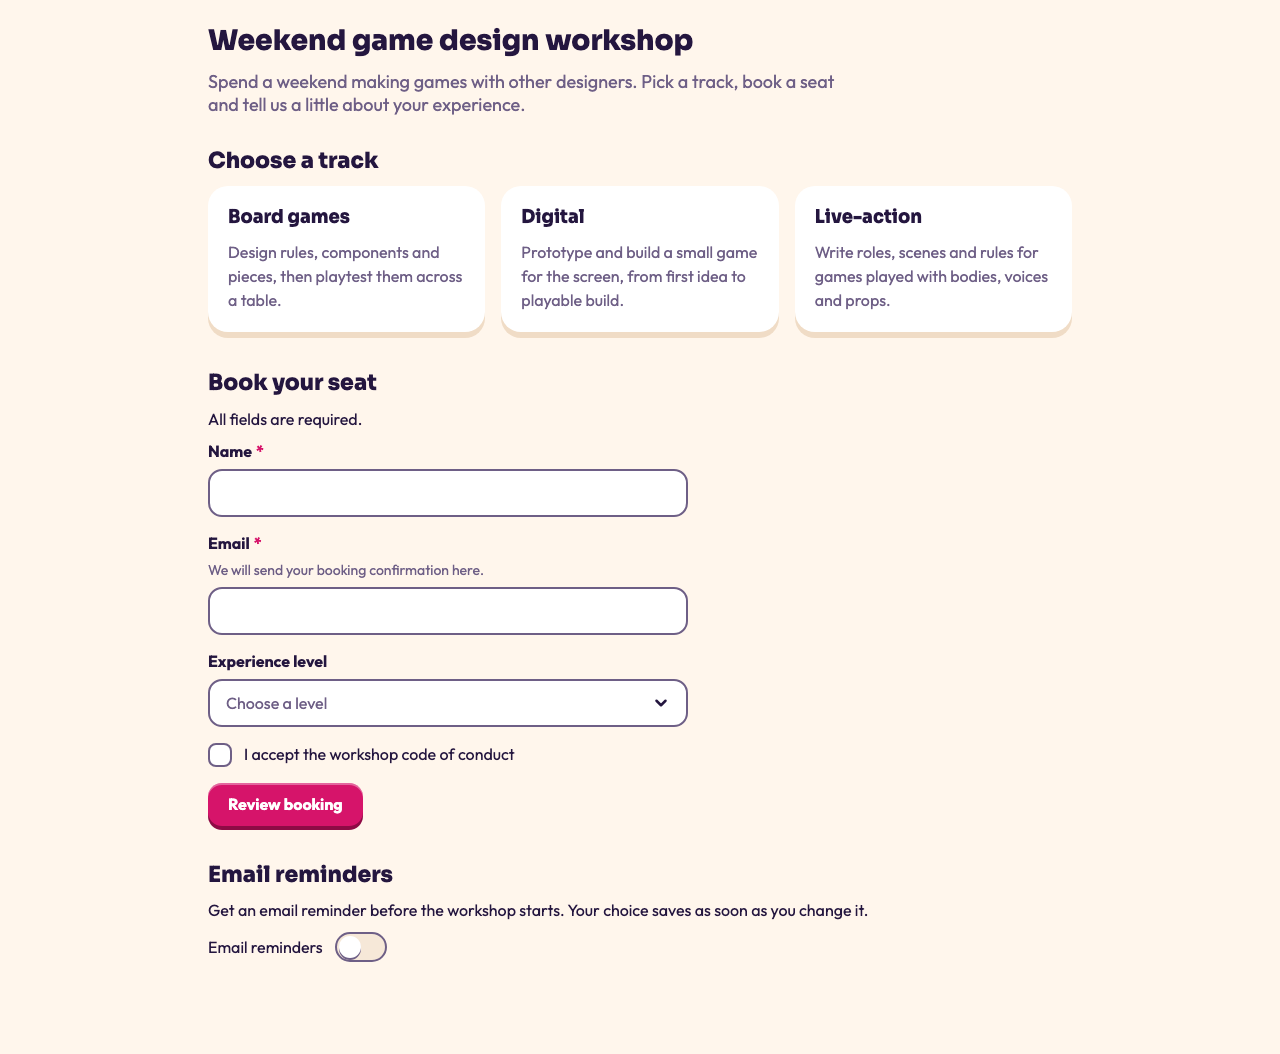 Weekend game design workshop
Spend a weekend making games with other designers. Pick a track, book a seat
and tell us a little about your experience.
Choose a track
Board games
Design rules, components and
pieces, then playtest them across
a table.
Digital
Prototype and build a small game
for the screen, from first idea to
playable build.
Live-action
Write roles, scenes and rules for
games played with bodies, voices
and props.
Book your seat
All fields are required.
Name *
Email *
We will send your booking confirmation here.
Experience level
Choose a level
I accept the workshop code of conduct
Review booking
Email reminders
Get an email reminder before the workshop starts. Your choice saves as soon as you change it.
Email reminders